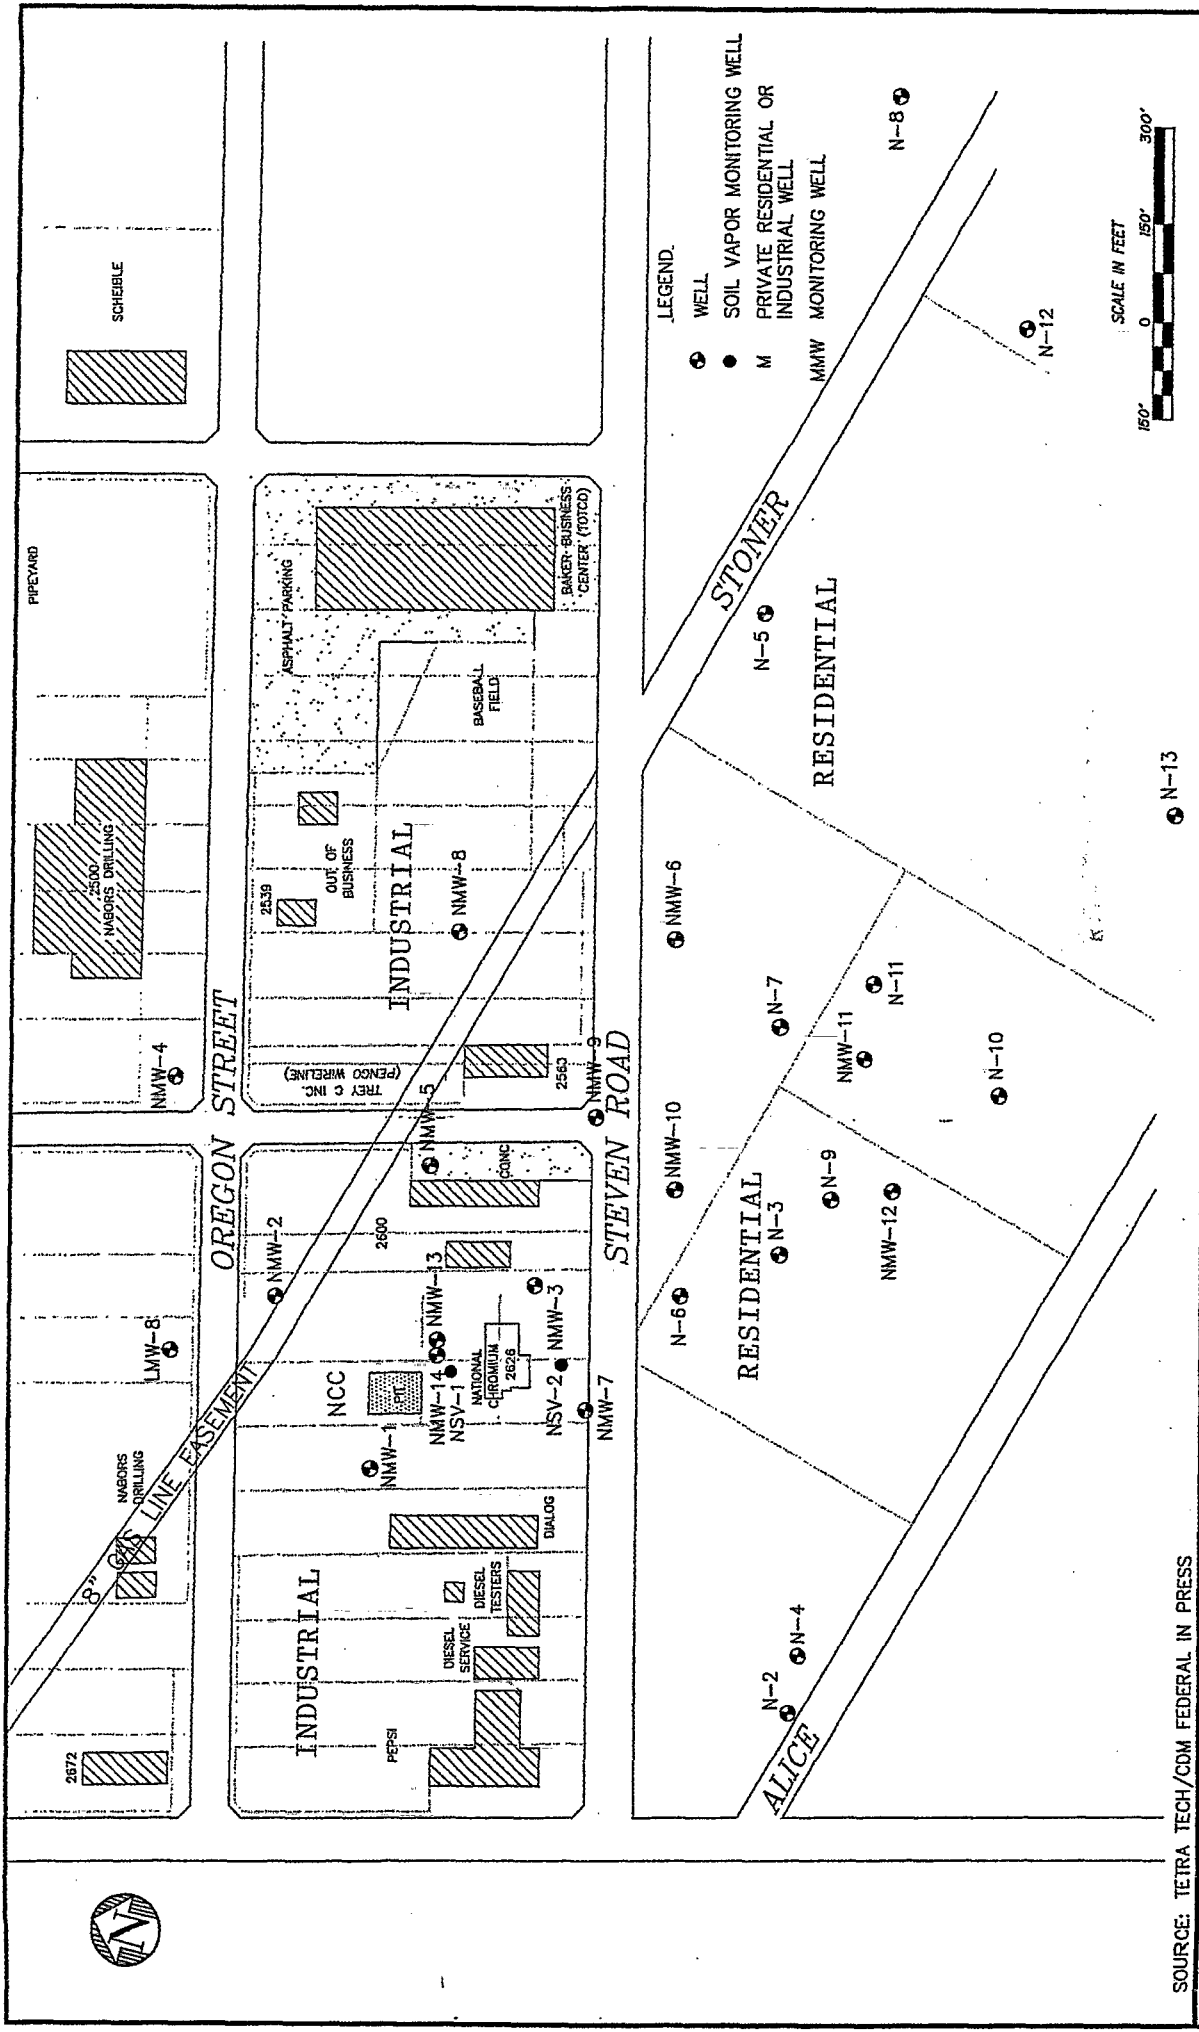 N
2672
8" GAS LINE EASEMENT
NABORS
DRILLING
LMW-8
NMW-4
2500
NABORS DRILLING
PIPEYARD
SCHEIBLE
OREGON STREET
NMW-2
INDUSTRIAL
PEPSI
DIESEL
SERVICE
DIESEL
TESTERS
DIALOG
NCC
PIT
NMW-1
NMW-14
NSV-1
NMW-13
NATIONAL
CHROMIUM
2626
NSV-2
NMW-3
NMW-7
2600
NMW-5
CONC
TREY C INC.
(PENGO WIRELINE)
2563
NMW-9
INDUSTRIAL
2539
OUT OF
BUSINESS
NMW-8
ASPHALT PARKING
BASEBALL
FIELD
BAKER BUSINESS
CENTER (TOTCO)
STEVEN ROAD
N-6
NMW-10
NMW-6
RESIDENTIAL
N-3
N-9
NMW-12
N-7
NMW-11
N-11
N-10
N-2
N-4
ALICE
N-5
STONER
RESIDENTIAL
N-13
N-8
N-12
LEGEND
WELL
SOIL VAPOR MONITORING WELL
M PRIVATE RESIDENTIAL OR
INDUSTRIAL WELL
MMW MONITORING WELL
SCALE IN FEET
150' 0 150' 300'
SOURCE: TETRA TECH/CDM FEDERAL IN PRESS